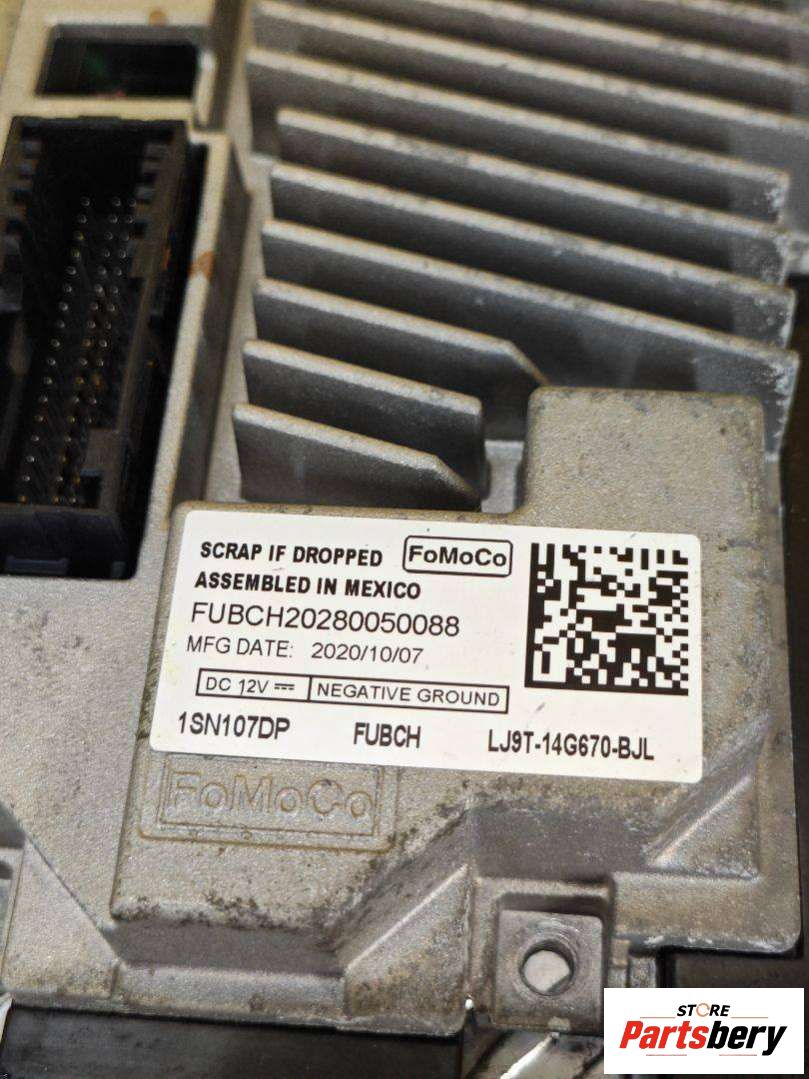 SCRAP IF DROPPED FoMoCo
ASSEMBLED IN MEXICO
FUBCH20280050088
MFG DATE: 2020/10/07
DC 12V NEGATIVE GROUND
1SN107DP FUBCH LJ9T-14G670-BJL
FoMoCo
STORE
Partsbery